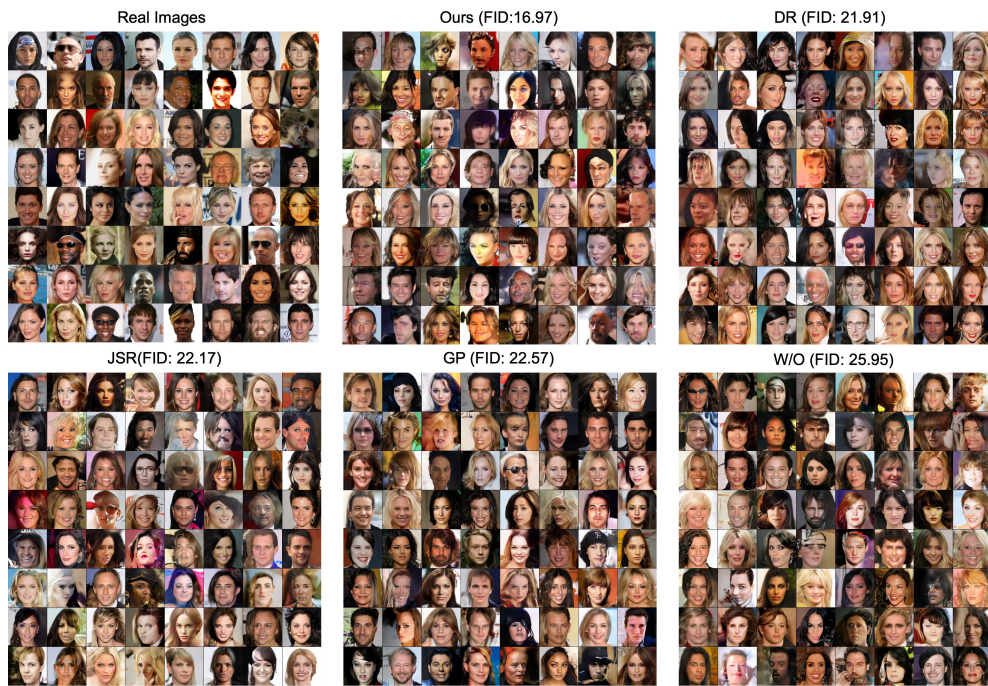 Real Images
Ours (FID:16.97)
DR (FID: 21.91)
JSR(FID: 22.17)
GP (FID: 22.57)
W/O (FID: 25.95)